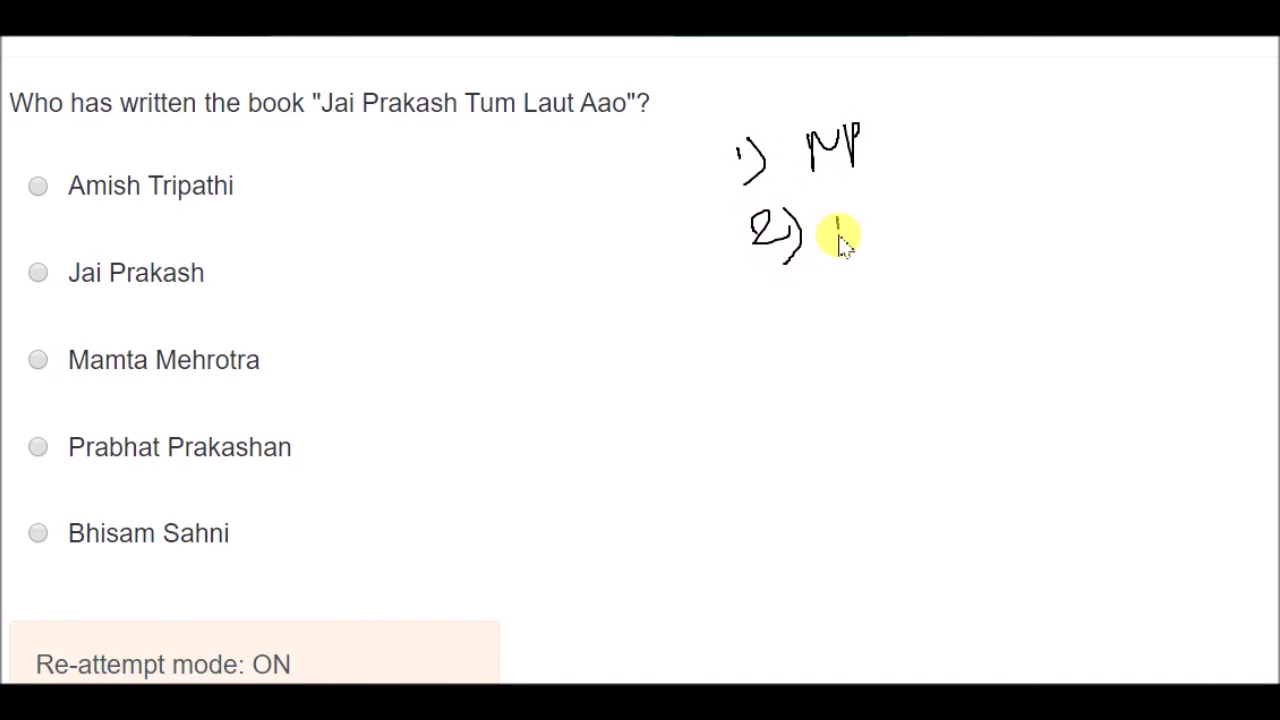 Who has written the book "Jai Prakash Tum Laut Aao"?
1) MP
2)
Amish Tripathi
Jai Prakash
Mamta Mehrotra
Prabhat Prakashan
Bhisam Sahni
Re-attempt mode: ON